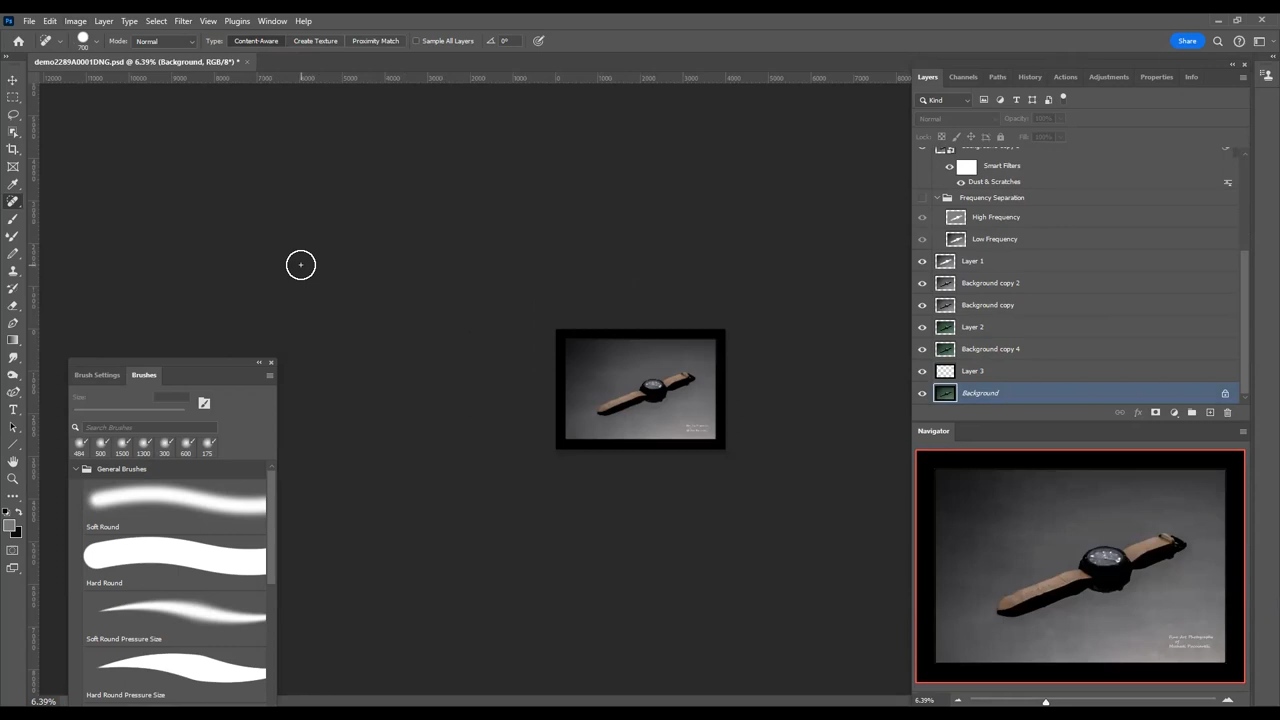 Ps File Edit Image Layer Type Select Filter View Plugins Window Help
700 Mode: Normal Type: Content-Aware Create Texture Proximity Match Sample All Layers 0° Share
demo2289A0001DNG.psd @ 6.39% (Background, RGB/8*) *
Layers Channels Paths History Actions Adjustments Properties Info
Kind
Normal Opacity: 100%
Lock: Fill: 100%
Smart Filters
Dust & Scratches
Frequency Separation
High Frequency
Low Frequency
Layer 1
Background copy 2
Background copy
Layer 2
Background copy 4
Layer 3
Background
Navigator
6.39%
Brush Settings Brushes
Size
Search Brushes
484 500 1500 1300 300 600 175
General Brushes
Soft Round
Hard Round
Soft Round Pressure Size
Hard Round Pressure Size
6.39%